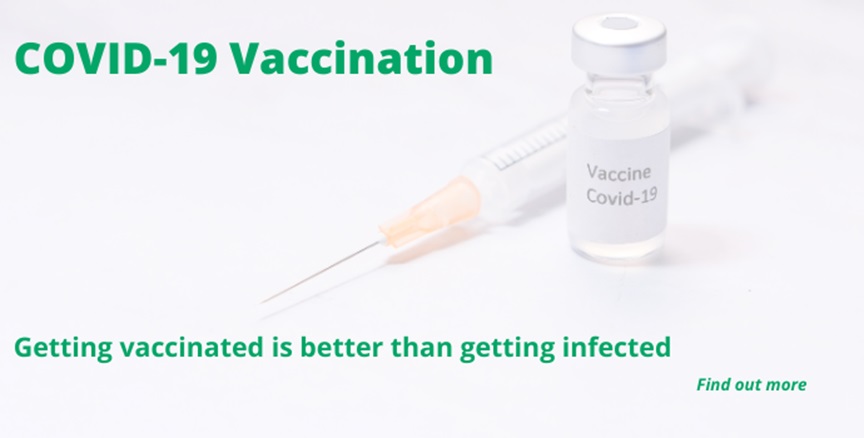 COVID-19 Vaccination
Vaccine
Covid-19
Getting vaccinated is better than getting infected
Find out more